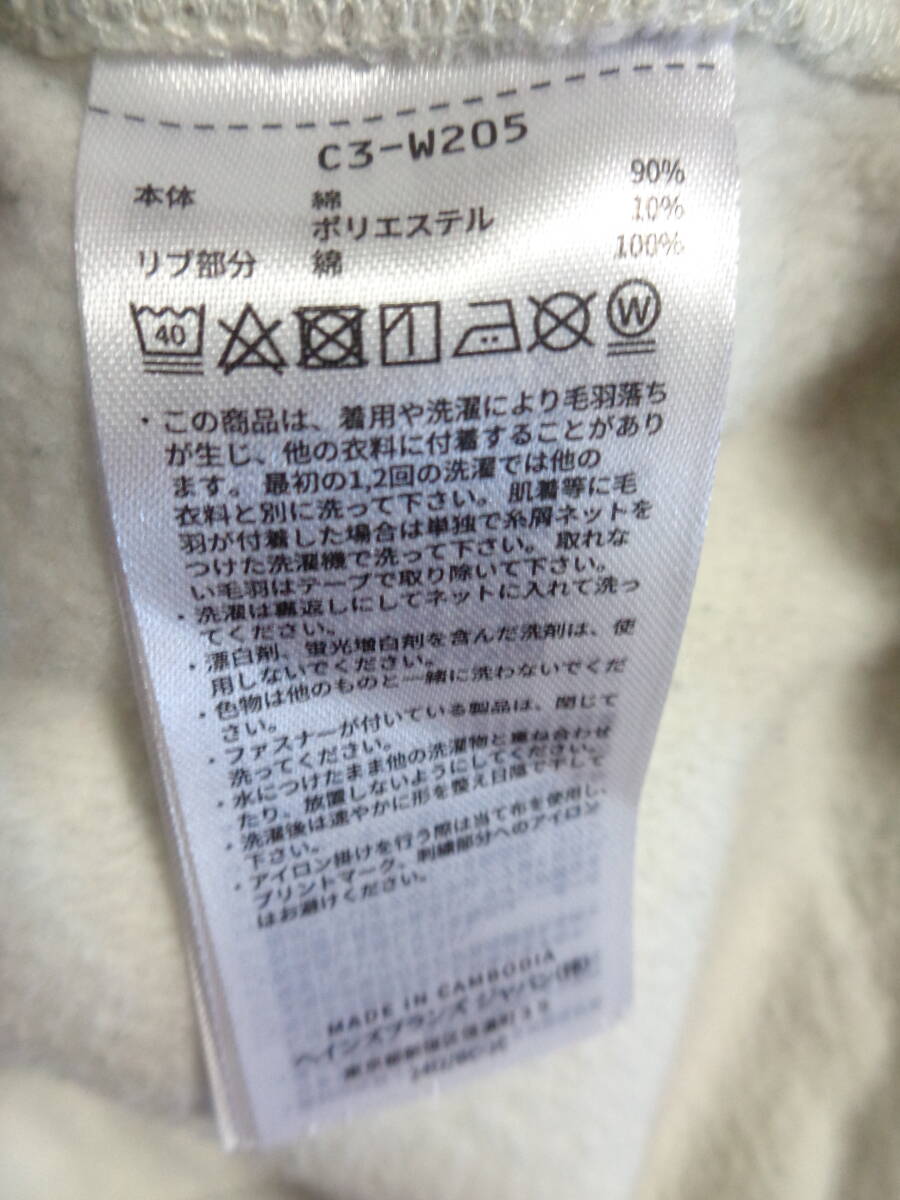 C3-W205
本体 綿 90%
ポリエステル 10%
リブ部分 綿 100%
40
W
・この商品は、着用や洗濯により毛羽落ち
が生じ、他の衣料に付着することがあり
ます。最初の1,2回の洗濯では他の
衣料と別に洗って下さい。肌着等に毛
羽が付着した場合は単独で糸屑ネットを
つけた洗濯機で洗って下さい。取れな
い毛羽はテープで取り除いて下さい。
・洗濯は裏返しにしてネットに入れて洗っ
てください。
・漂白剤、蛍光増白剤を含んだ洗剤は、使
用しないでください。
・色物は他のものと一緒に洗わないでくだ
さい。
・ファスナーが付いている製品は、閉じて
洗ってください。
・水につけたまま他の洗濯物と重ね合わせ
たり、放置しないようにしてください。
・洗濯後は速やかに形を整え日陰で干して
下さい。
・アイロン掛けを行う際は当て布を使用し、
プリントマーク、刺繍部分へのアイロン
はお避けください。
MADE IN CAMBODIA
ヘインズブランズ ジャパン(株)